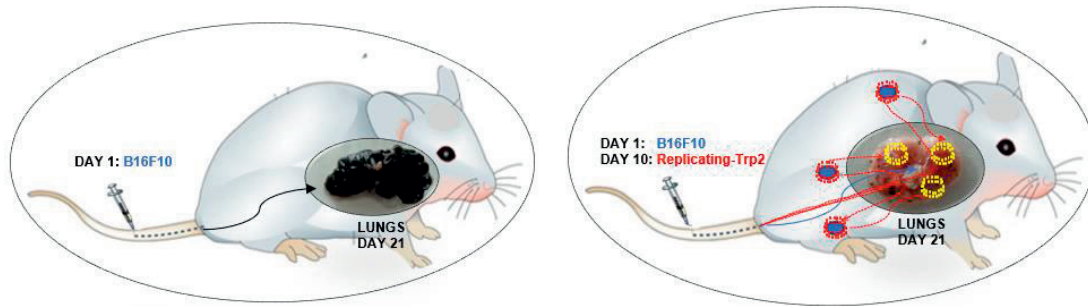 DAY 1: B16F10
LUNGS
DAY 21
DAY 1: B16F10
DAY 10: Replicating-Trp2
LUNGS
DAY 21